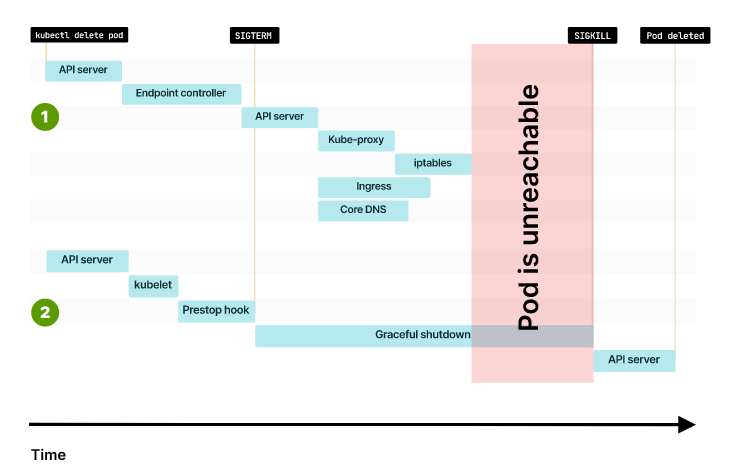 kubectl delete pod
SIGTERM
SIGKILL
Pod deleted
API server
Endpoint controller
1
API server
Kube-proxy
iptables
Ingress
Core DNS
Pod is unreachable
API server
kubelet
2
Prestop hook
Graceful shutdown
API server
Time